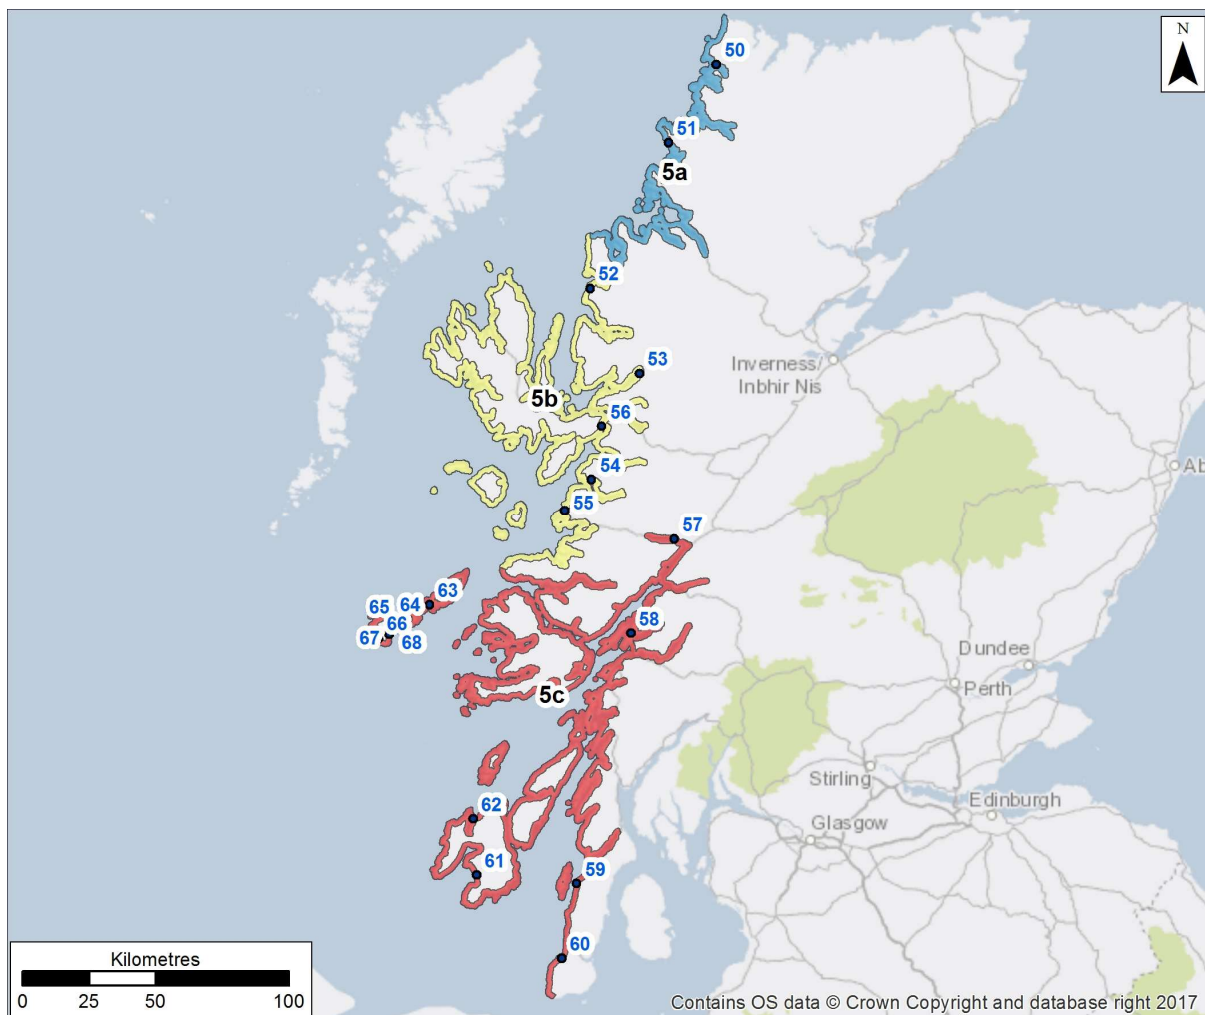 N
50
51
5a
52
53
Inverness/
Inbhir Nis
5b
56
54
Ab
55
57
63
64
65
66
58
67
68
Dundee
Perth
5c
Stirling
Edinburgh
62
Glasgow
61
59
60
Kilometres
0 25 50 100
Contains OS data © Crown Copyright and database right 2017